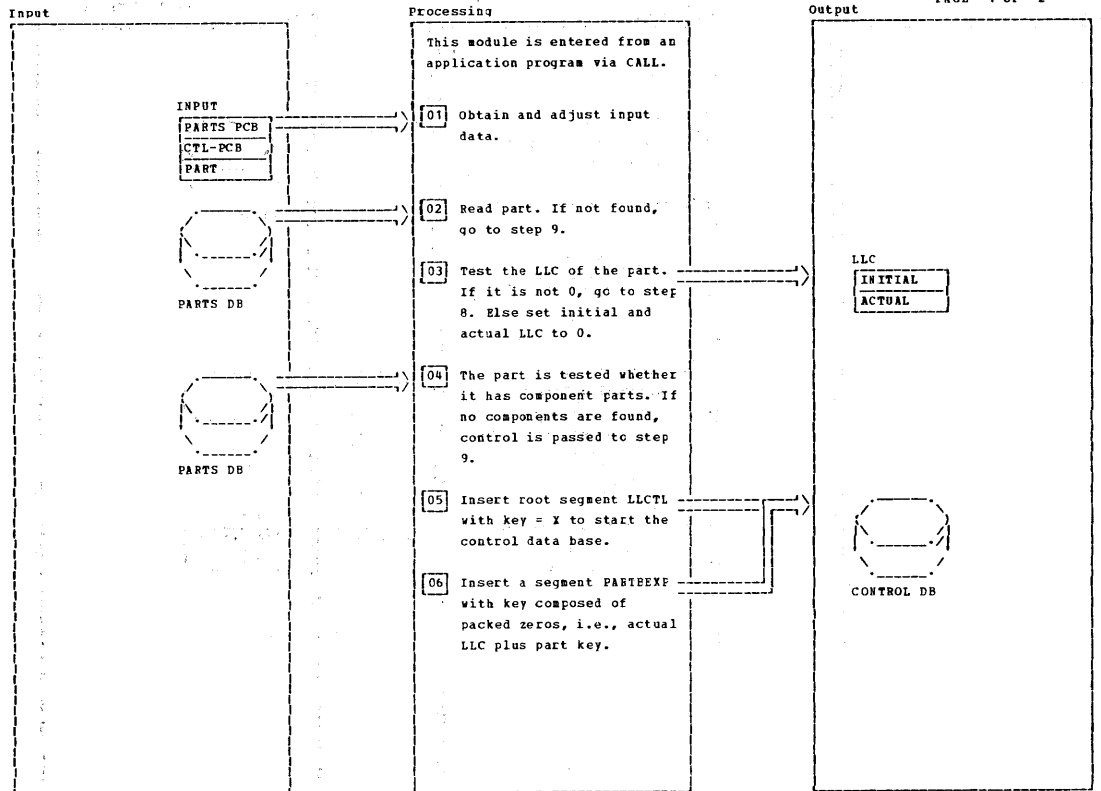 PAGE 1 OF 2
Input
Processing
Output
This module is entered from an
application program via CALL.
INPUT
PARTS PCB
CTL-PCB
PART
01 Obtain and adjust input
data.
PARTS DB
02 Read part. If not found,
go to step 9.
03 Test the LLC of the part.
If it is not 0, go to step
8. Else set initial and
actual LLC to 0.
LLC
INITIAL
ACTUAL
PARTS DB
04 The part is tested whether
it has component parts. If
no components are found,
control is passed to step
9.
05 Insert root segment LLCTL
with key = X to start the
control data base.
06 Insert a segment PARTBEXP
with key composed of
packed zeros, i.e., actual
LLC plus part key.
CONTROL DB